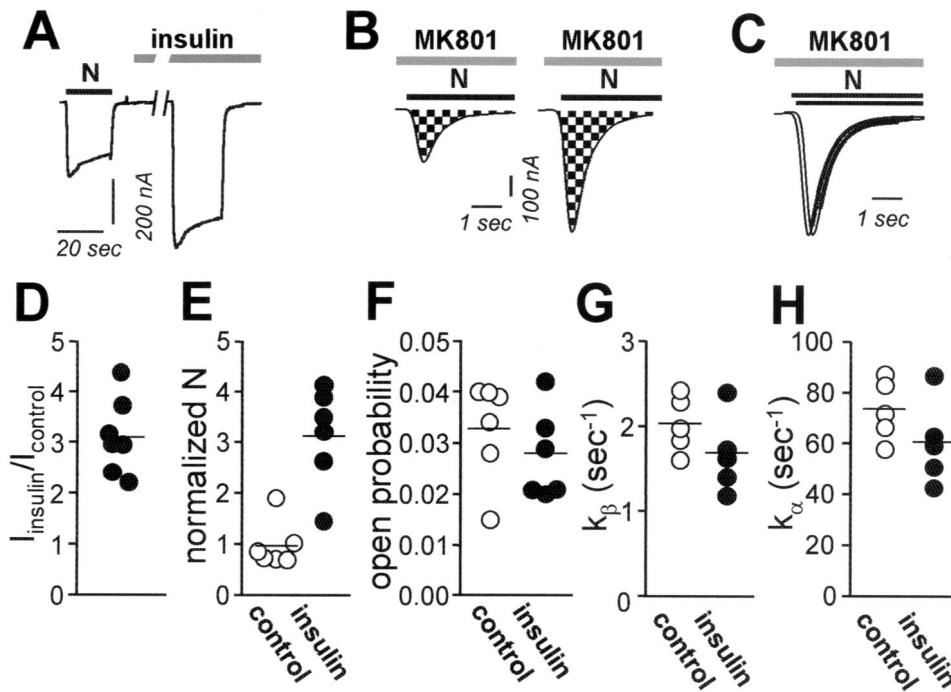 A
insulin
N
200 nA
20 sec
B
MK801
N
MK801
N
1 sec
100 nA
C
MK801
N
1 sec
D
I insulin/I control
5
4
3
2
1
0
E
normalized N
5
4
3
2
1
0
control
insulin
F
open probability
0.05
0.04
0.03
0.02
0.01
0.00
control
insulin
G
kβ (sec-1)
3
2
1
0
control
insulin
H
kα (sec-1)
100
80
60
40
20
0
control
insulin